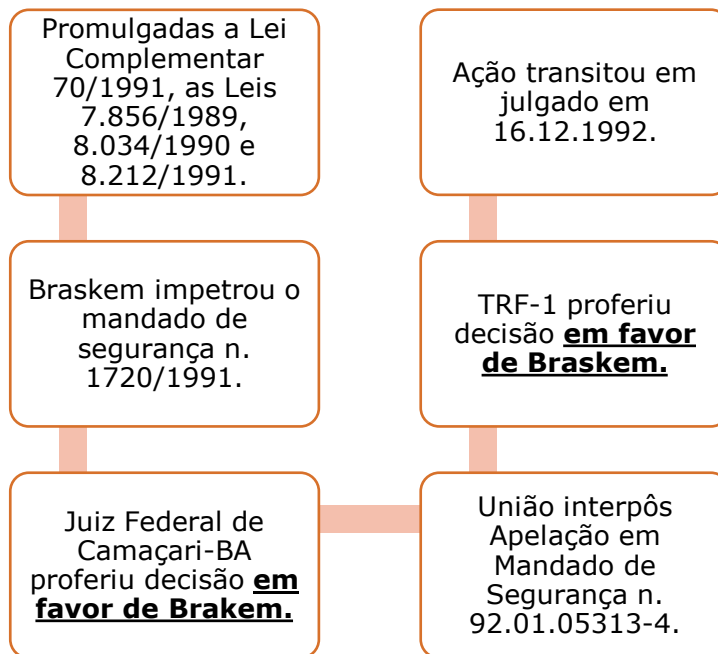 Promulgadas a Lei
Complementar
70/1991, as Leis
7.856/1989,
8.034/1990 e
8.212/1991.
Braskem impetrou o
mandado de
segurança n.
1720/1991.
Juiz Federal de
Camaçari-BA
proferiu decisão em
favor de Brakem.
União interpôs
Apelação em
Mandado de
Segurança n.
92.01.05313-4.
TRF-1 proferiu
decisão em favor
de Braskem.
Ação transitou em
julgado em
16.12.1992.